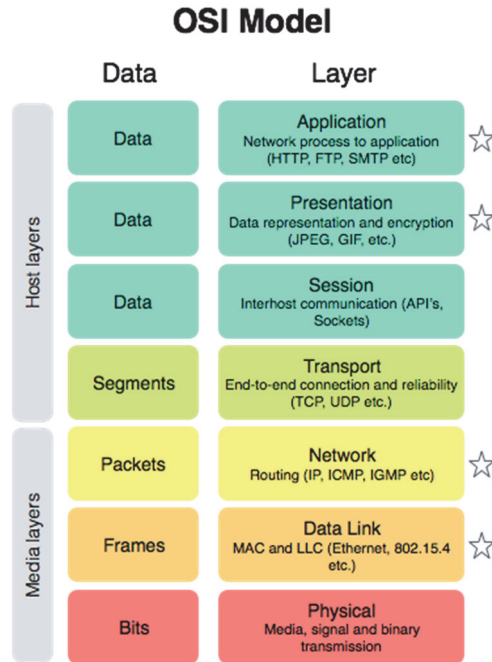 OSI Model
Data
Layer
Host layers
Data
Application
Network process to application
(HTTP, FTP, SMTP etc)
Data
Presentation
Data representation and encryption
(JPEG, GIF, etc.)
Data
Session
Interhost communication (API's,
Sockets)
Segments
Transport
End-to-end connection and reliability
(TCP, UDP etc.)
Media layers
Packets
Network
Routing (IP, ICMP, IGMP etc)
Frames
Data Link
MAC and LLC (Ethernet, 802.15.4
etc.)
Bits
Physical
Media, signal and binary
transmission